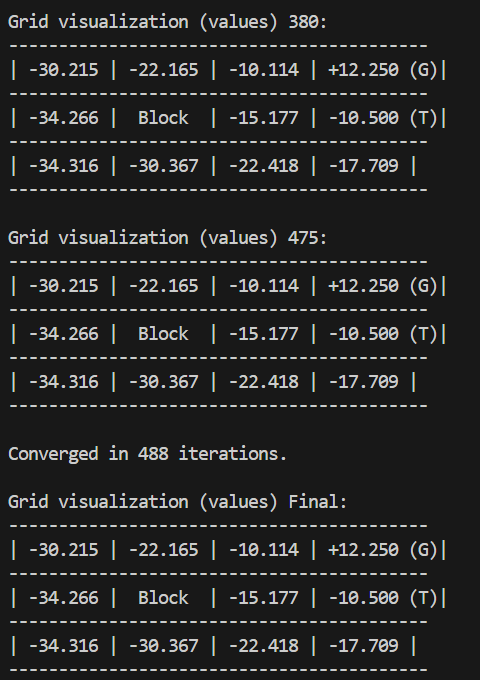 Grid visualization (values) 380:
------------------------------------------
| -30.215 | -22.165 | -10.114 | +12.250 (G)|
------------------------------------------
| -34.266 |  Block  | -15.177 | -10.500 (T)|
------------------------------------------
| -34.316 | -30.367 | -22.418 | -17.709 |
------------------------------------------

Grid visualization (values) 475:
------------------------------------------
| -30.215 | -22.165 | -10.114 | +12.250 (G)|
------------------------------------------
| -34.266 |  Block  | -15.177 | -10.500 (T)|
------------------------------------------
| -34.316 | -30.367 | -22.418 | -17.709 |
------------------------------------------

Converged in 488 iterations.

Grid visualization (values) Final:
------------------------------------------
| -30.215 | -22.165 | -10.114 | +12.250 (G)|
------------------------------------------
| -34.266 |  Block  | -15.177 | -10.500 (T)|
------------------------------------------
| -34.316 | -30.367 | -22.418 | -17.709 |
------------------------------------------